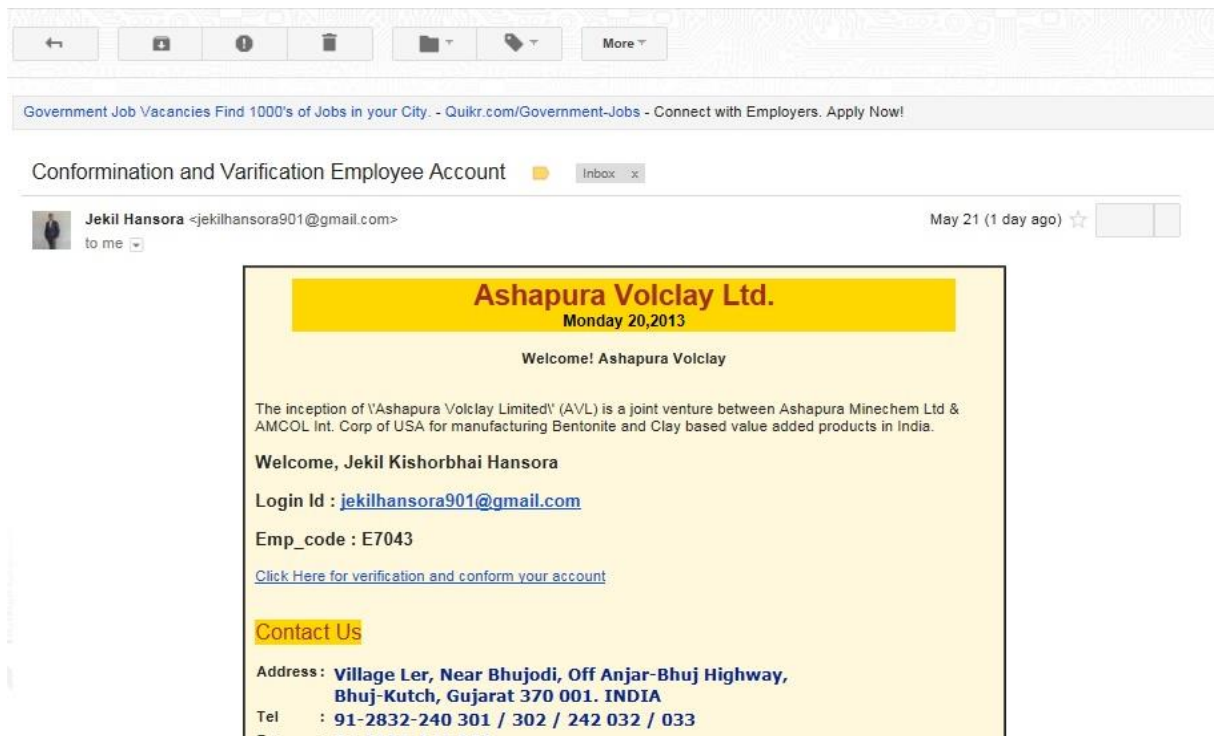 More
Government Job Vacancies Find 1000's of Jobs in your City. - Quikr.com/Government-Jobs - Connect with Employers. Apply Now!
Conformination and Varification Employee Account Inbox x
Jekil Hansora <jekilhansora901@gmail.com> May 21 (1 day ago)
to me
Ashapura Volclay Ltd.
Monday 20,2013
Welcome! Ashapura Volclay
The inception of \'Ashapura Volclay Limited\' (AVL) is a joint venture between Ashapura Minechem Ltd &
AMCOL Int. Corp of USA for manufacturing Bentonite and Clay based value added products in India.
Welcome, Jekil Kishorbhai Hansora
Login Id : jekilhansora901@gmail.com
Emp_code : E7043
Click Here for verification and conform your account
Contact Us
Address : Village Ler, Near Bhujodi, Off Anjar-Bhuj Highway,
Bhuj-Kutch, Gujarat 370 001. INDIA
Tel : 91-2832-240 301 / 302 / 242 032 / 033